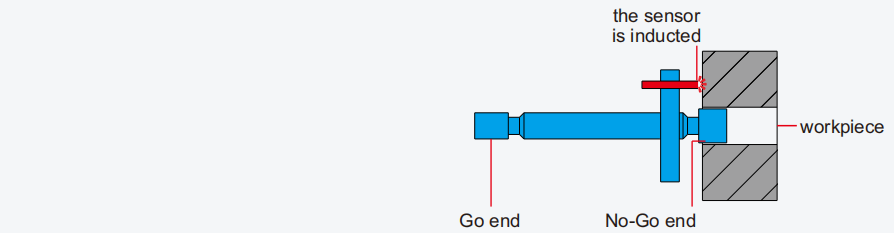 the sensor
is inducted
workpiece
Go end
No-Go end